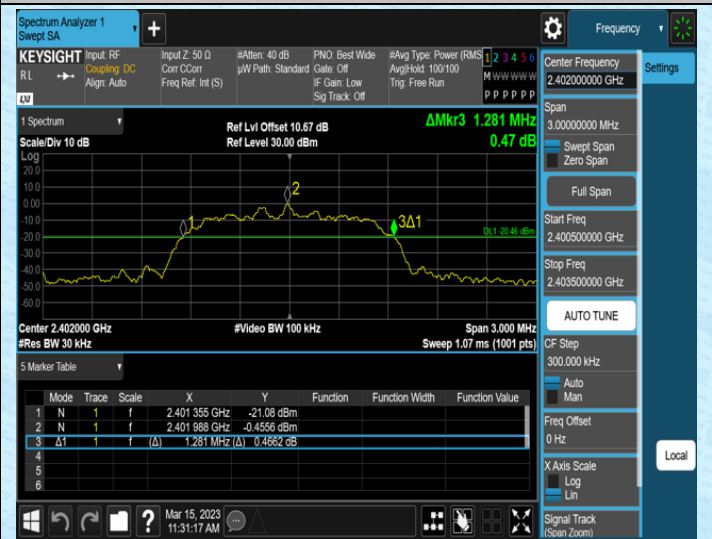 Spectrum Analyzer 1
Swept SA
+
Frequency
KEYSIGHT
RL
LXI
Input: RF
Coupling: DC
Align: Auto
Input Z: 50 Ω
Corr CCorr
Freq Ref: Int (S)
#Atten: 40 dB
µW Path: Standard
PNO: Best Wide
Gate: Off
IF Gain: Low
Sig Track: Off
#Avg Type: Power (RMS)
Avg|Hold: 100/100
Trig: Free Run
1 2 3 4 5 6
M W W W W W
P P P P P P
Center Frequency
2.402000000 GHz
Settings
Span
3.00000000 MHz
Swept Span
Zero Span
Full Span
Start Freq
2.400500000 GHz
Stop Freq
2.403500000 GHz
AUTO TUNE
CF Step
300.000 kHz
Auto
Man
Freq Offset
0 Hz
X Axis Scale
Log
Lin
Signal Track
(Span Zoom)
Local
1 Spectrum
Scale/Div 10 dB
Ref Lvl Offset 10.67 dB
Ref Level 30.00 dBm
ΔMkr3 1.281 MHz
0.47 dB
Log
20.0
10.0
0.00
-10.0
-20.0
-30.0
-40.0
-50.0
-60.0
1
2
3Δ1
DL1 -20.46 dBm
Center 2.402000 GHz
#Video BW 100 kHz
Span 3.000 MHz
#Res BW 30 kHz
Sweep 1.07 ms (1001 pts)
5 Marker Table
Mode Trace Scale X Y Function Function Width Function Value
1 N 1 f 2.401 355 GHz -21.08 dBm
2 N 1 f 2.401 988 GHz -0.4556 dBm
3 Δ1 1 f (Δ) 1.281 MHz (Δ) 0.4662 dB
4
5
6
?
Mar 15, 2023
11:31:17 AM